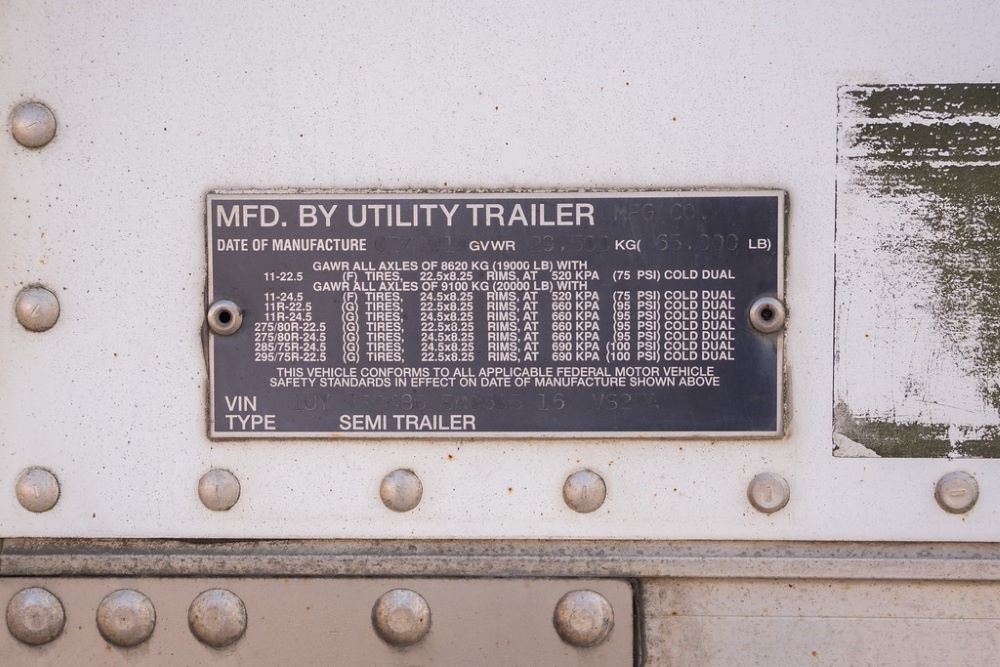 MFD. BY UTILITY TRAILER MFG. CO.
DATE OF MANUFACTURE GVWR 29,500 KG( 65,000 LB)
GAWR ALL AXLES OF 8620 KG (19000 LB) WITH
11-22.5 (F) TIRES, 22.5x8.25 RIMS, AT 520 KPA (75 PSI) COLD DUAL
GAWR ALL AXLES OF 9100 KG (20000 LB) WITH
11-24.5 (F) TIRES, 24.5x8.25 RIMS, AT 520 KPA (75 PSI) COLD DUAL
11R-22.5 (G) TIRES, 22.5x8.25 RIMS, AT 660 KPA (95 PSI) COLD DUAL
11R-24.5 (G) TIRES, 24.5x8.25 RIMS, AT 660 KPA (95 PSI) COLD DUAL
275/80R-22.5 (G) TIRES, 22.5x8.25 RIMS, AT 660 KPA (95 PSI) COLD DUAL
275/80R-24.5 (G) TIRES, 24.5x8.25 RIMS, AT 660 KPA (95 PSI) COLD DUAL
285/75R-24.5 (G) TIRES, 24.5x8.25 RIMS, AT 690 KPA (100 PSI) COLD DUAL
295/75R-22.5 (G) TIRES, 22.5x8.25 RIMS, AT 690 KPA (100 PSI) COLD DUAL
THIS VEHICLE CONFORMS TO ALL APPLICABLE FEDERAL MOTOR VEHICLE
SAFETY STANDARDS IN EFFECT ON DATE OF MANUFACTURE SHOWN ABOVE
VIN
TYPE SEMI TRAILER